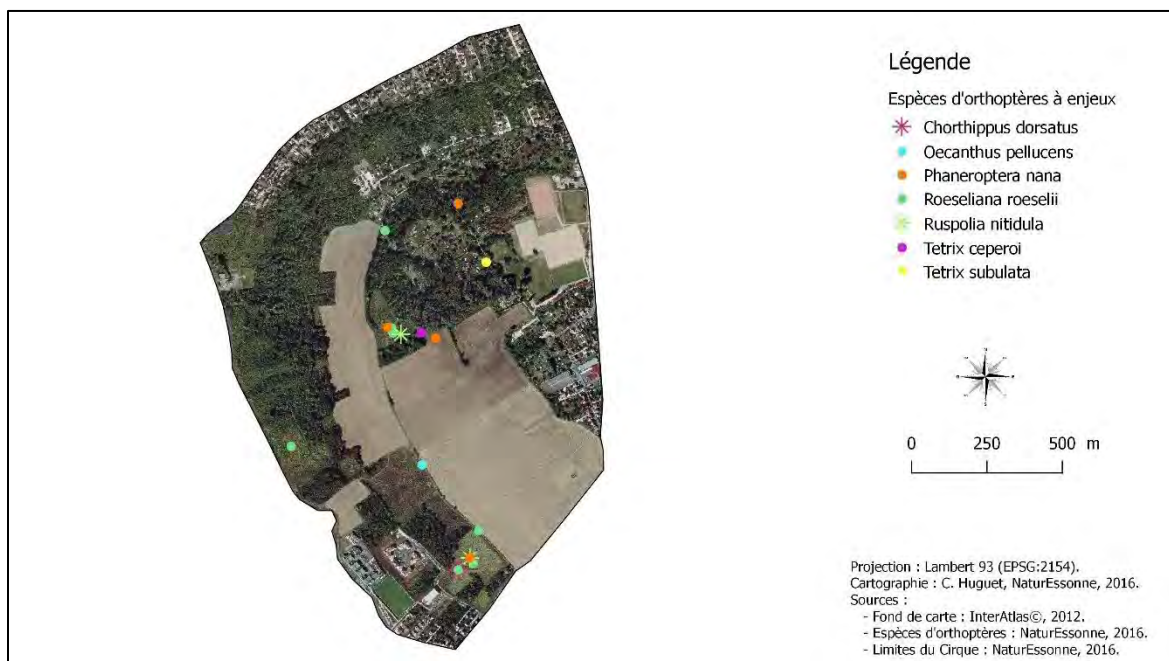 Légende
Espèces d'orthoptères à enjeux
Chorthippus dorsatus
Oecanthus pellucens
Phaneroptera nana
Roeseliana roeselii
Ruspolia nitidula
Tetrix ceperoi
Tetrix subulata
0 250 500 m
Projection : Lambert 93 (EPSG:2154).
Cartographie : C. Huguet, NaturEssonne, 2016.
Sources :
- Fond de carte : InterAtlas©, 2012.
- Espèces d'orthoptères : NaturEssonne, 2016.
- Limites du Cirque : NaturEssonne, 2016.